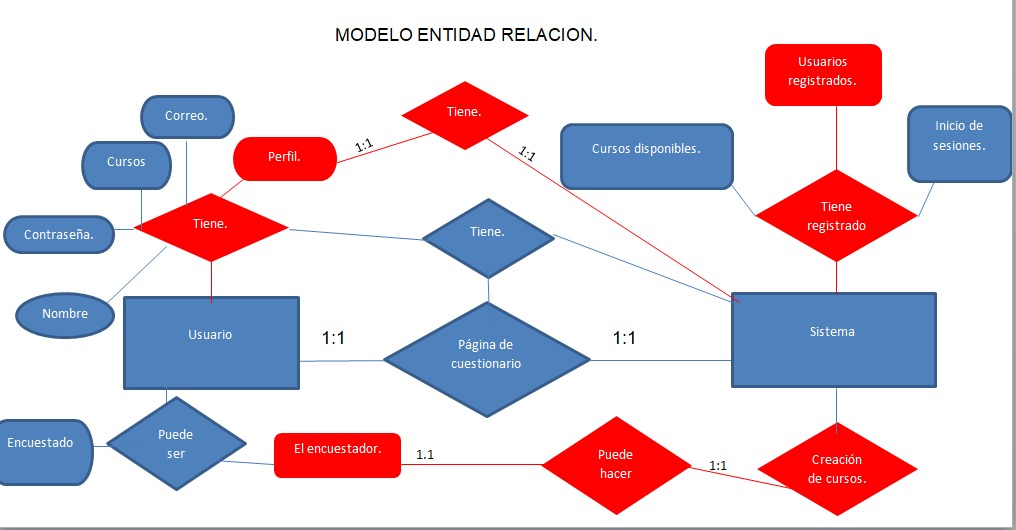 MODELO ENTIDAD RELACION.
Usuarios
registrados.
Tiene.
Correo.
1:1
1:1
Cursos disponibles.
Inicio de
sesiones.
Cursos
Perfil.
Tiene
registrado
Contraseña.
Tiene.
Tiene.
Nombre
Usuario
1:1
Página de
cuestionario
1:1
Sistema
Encuestado
Puede
ser
El encuestador.
1.1
Puede
hacer
1:1
Creación
de cursos.